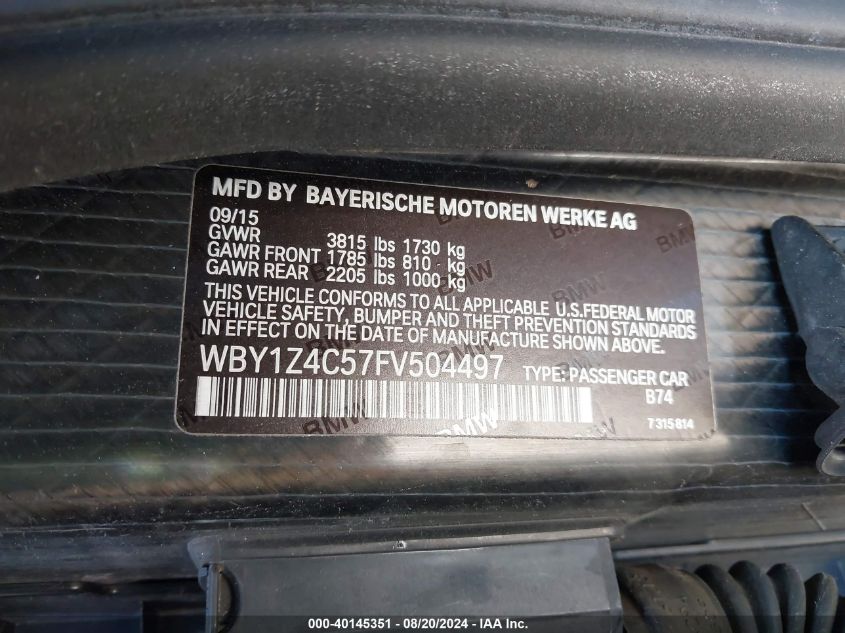 MFD BY BAYERISCHE MOTOREN WERKE AG
09/15
GVWR 3815 lbs 1730 kg
GAWR FRONT 1785 lbs 810 kg
GAWR REAR 2205 lbs 1000 kg
THIS VEHICLE CONFORMS TO ALL APPLICABLE U.S.FEDERAL MOTOR
VEHICLE SAFETY, BUMPER AND THEFT PREVENTION STANDARDS
IN EFFECT ON THE DATE OF MANUFACTURE SHOWN ABOVE.
WBY1Z4C57FV504497 TYPE: PASSENGER CAR
B74
7315814
000-40145351 - 08/20/2024 - IAA Inc.